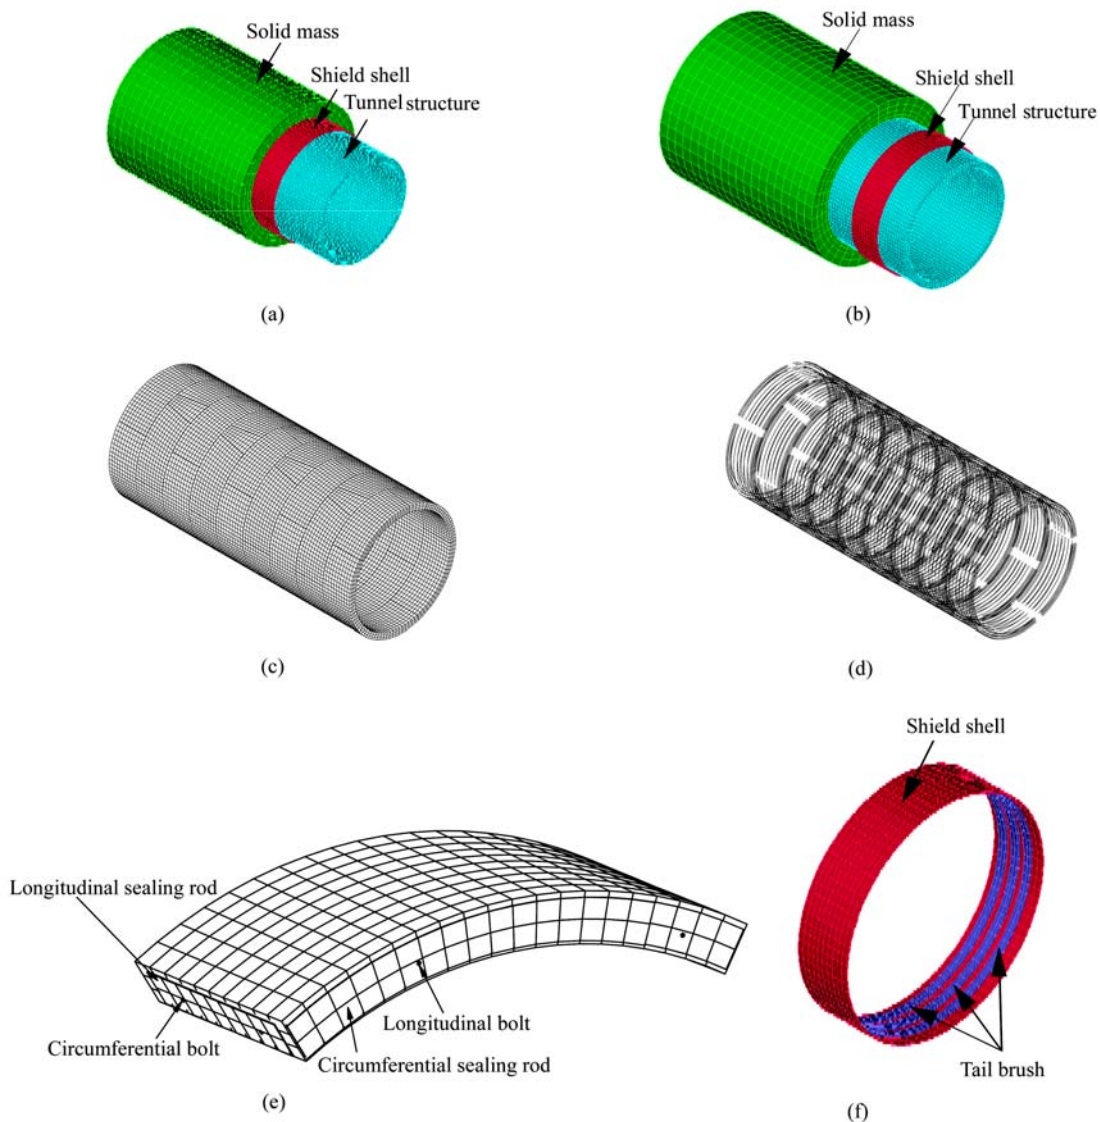 Solid mass
Shield shell
Tunnel structure
(a)
Solid mass
Shield shell
Tunnel structure
(b)
(c)
(d)
Longitudinal sealing rod
Circumferential bolt
Longitudinal bolt
Circumferential sealing rod
(e)
Shield shell
Tail brush
(f)